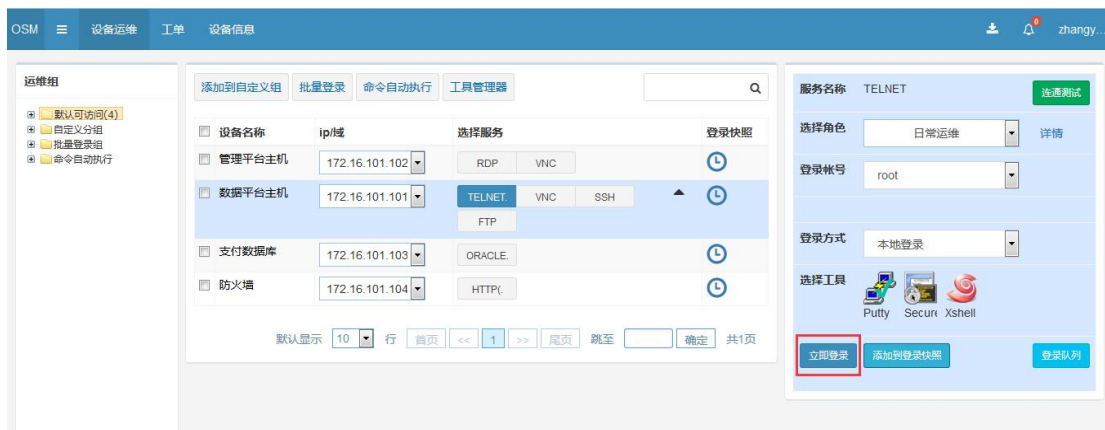 OSM 设备运维 工单 设备信息 0 zhangy...
运维组
默认可访问(4)
自定义分组
批量登录组
命令自动执行
添加到自定义组 批量登录 命令自动执行 工具管理器
设备名称 ip/域 选择服务 登录快照
管理平台主机 172.16.101.102 RDP VNC
数据平台主机 172.16.101.101 TELNET. VNC SSH
FTP
支付数据库 172.16.101.103 ORACLE.
防火墙 172.16.101.104 HTTP(.
默认显示 10 行 首页 << 1 >> 尾页 跳至 确定 共1页
服务名称 TELNET 连通测试
选择角色 日常运维 详情
登录帐号 root
登录方式 本地登录
选择工具
Putty Secure Xshell
立即登录 添加到登录快照 登录队列